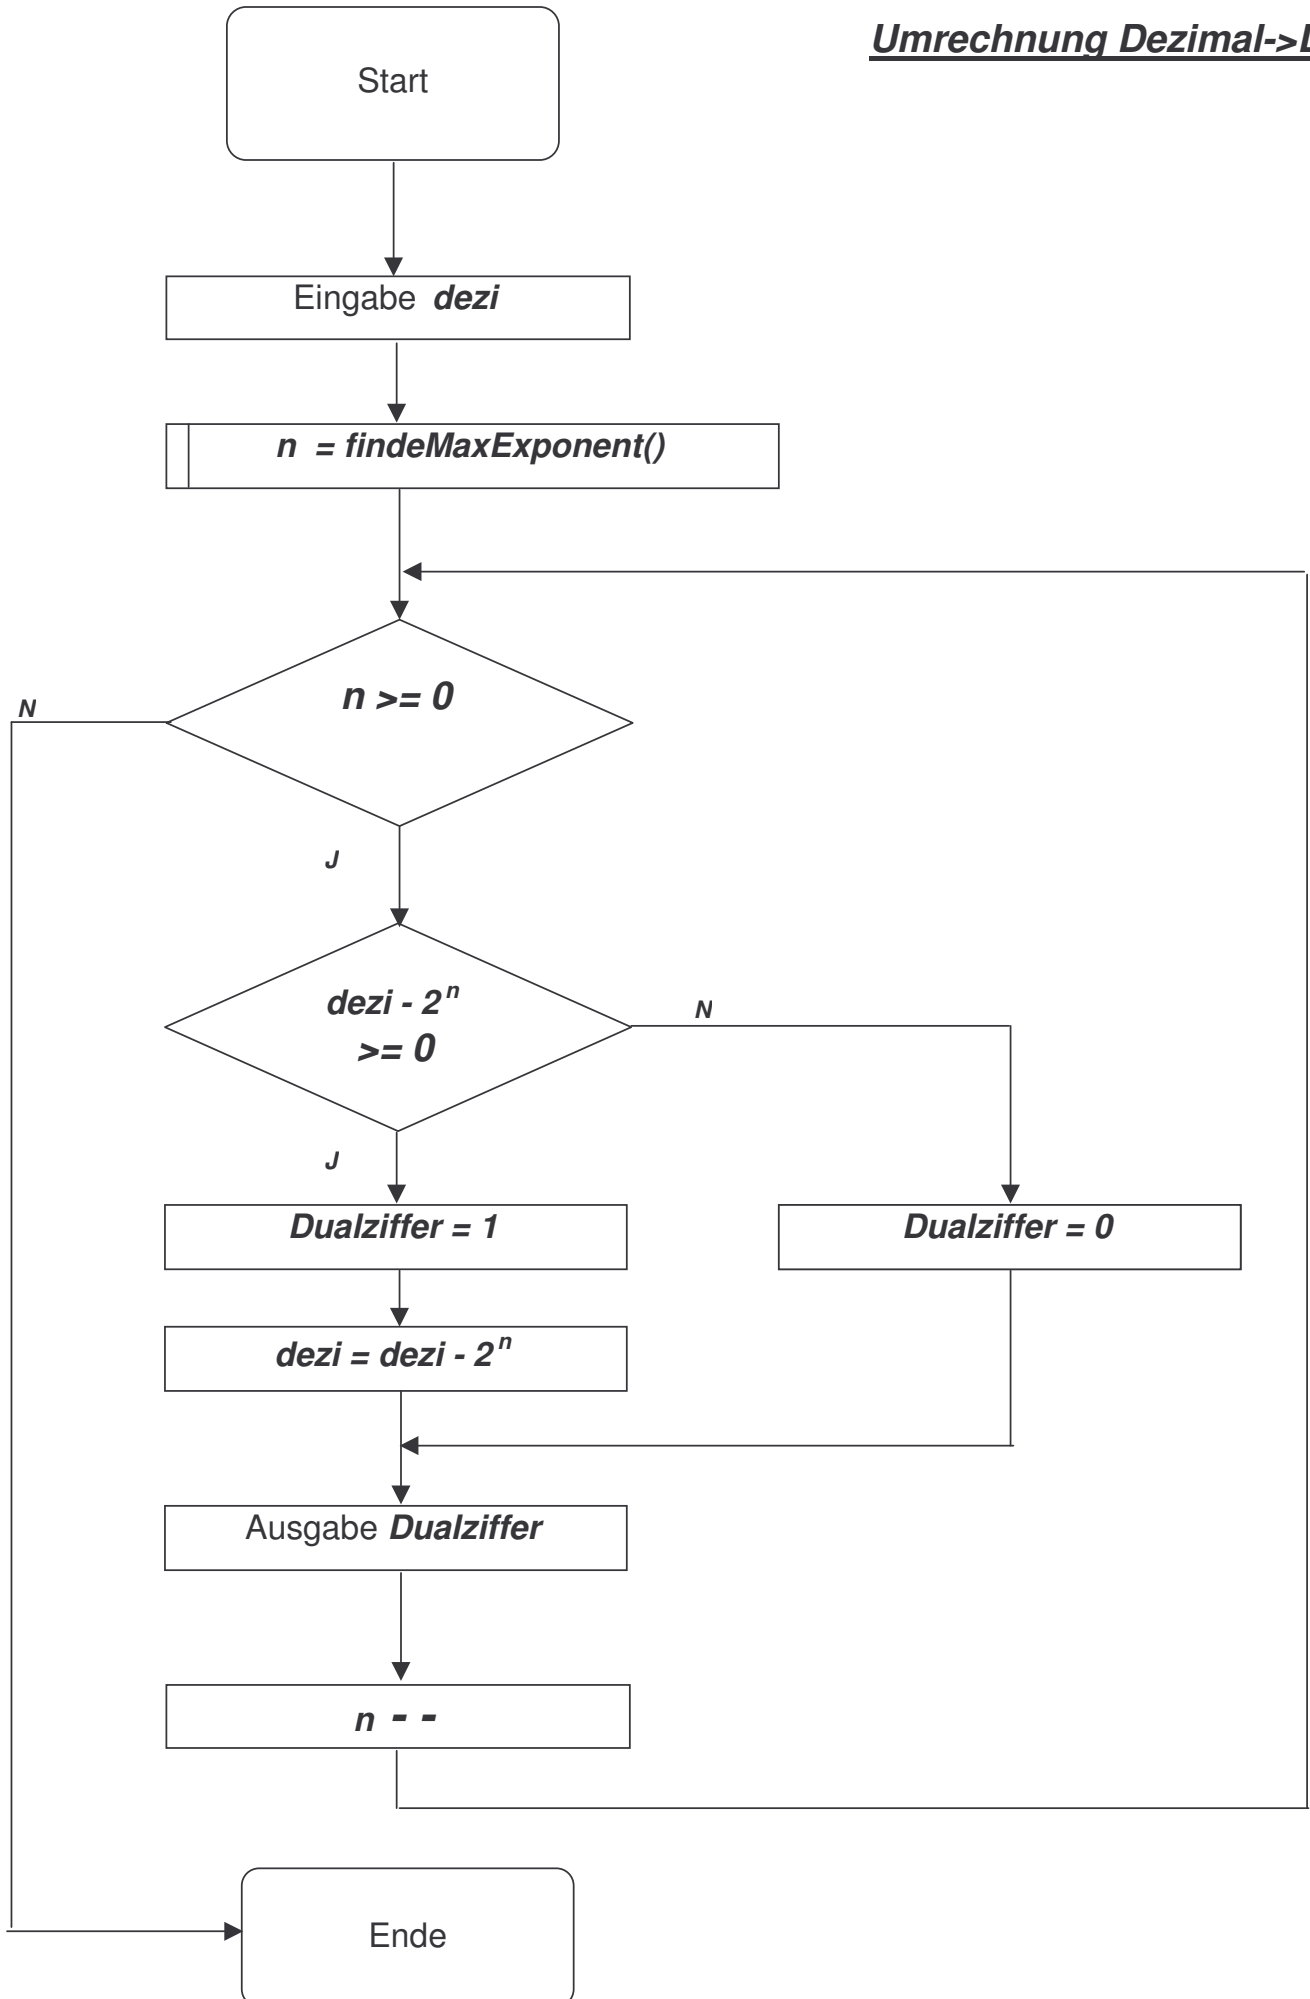 Umrechnung Dezimal->
Start
Eingabe dezi
n = findeMaxExponent()
n >= 0
N
J
dezi - 2ⁿ
>= 0
N
J
Dualziffer = 1
Dualziffer = 0
dezi = dezi - 2ⁿ
Ausgabe Dualziffer
n - -
Ende